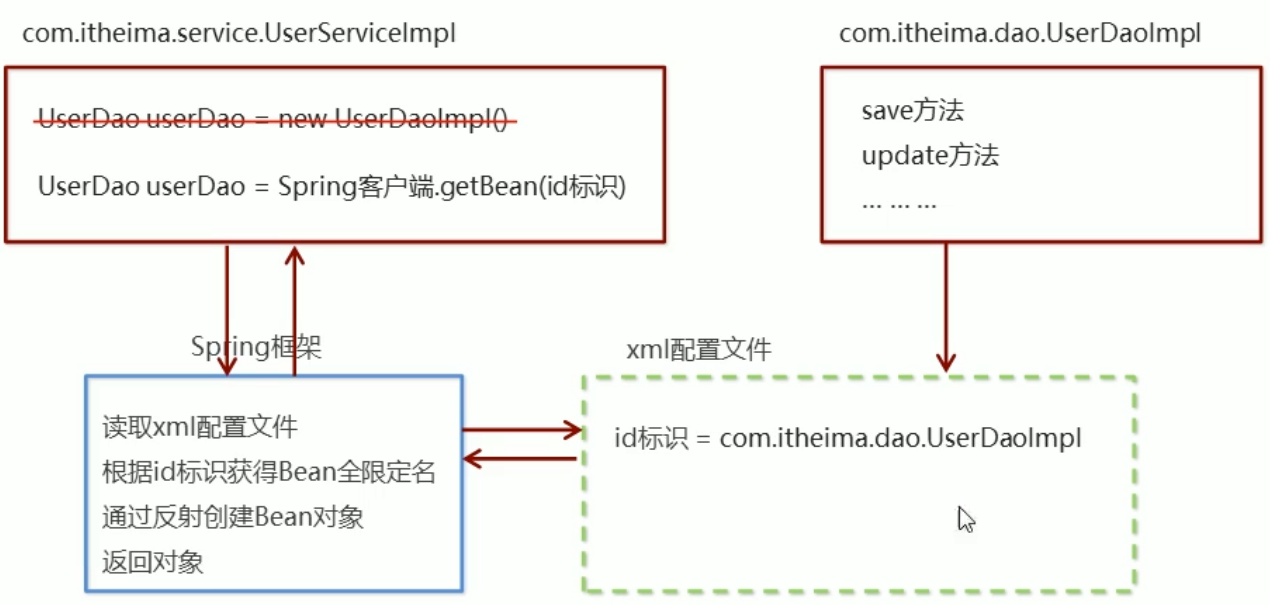 com.itheima.service.UserServiceImpl
UserDao userDao = new UserDaoImpl()
UserDao userDao = Spring客户端.getBean(id标识)
com.itheima.dao.UserDaoImpl
save方法
update方法
... ... ...
Spring框架
读取xml配置文件
根据id标识获得Bean全限定名
通过反射创建Bean对象
返回对象
xml配置文件
id标识 = com.itheima.dao.UserDaoImpl